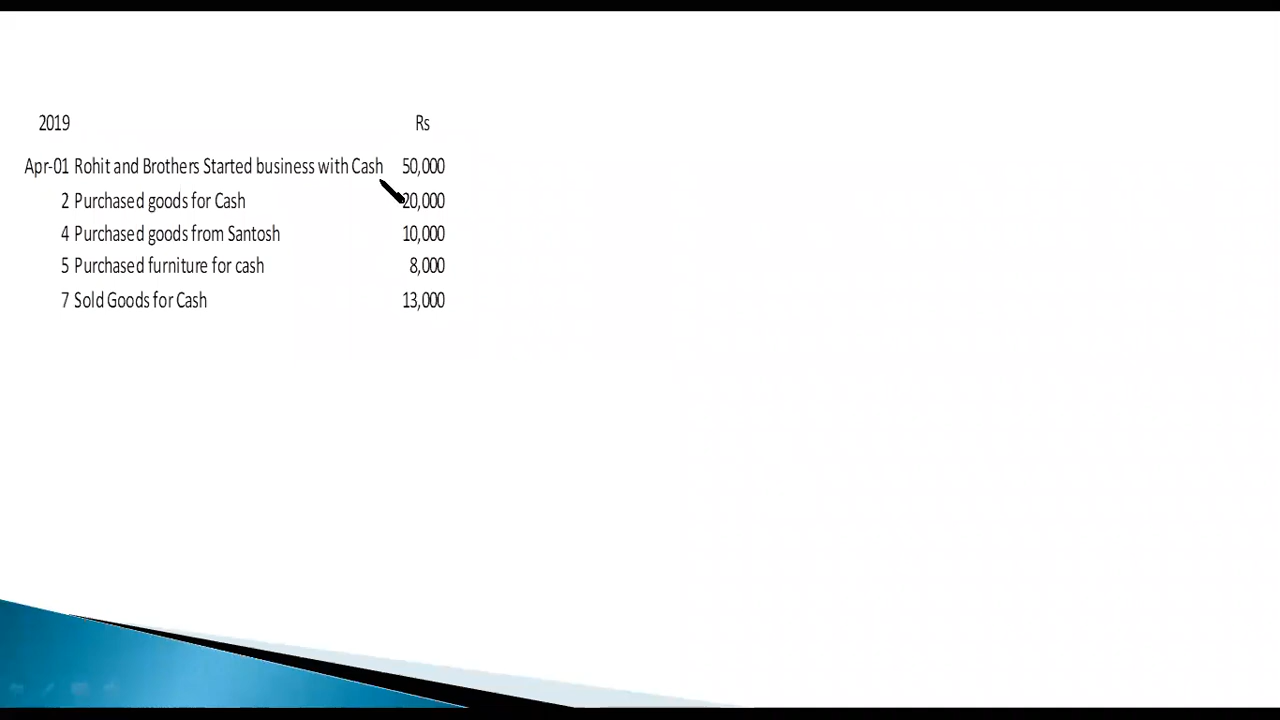 2019 Rs
Apr-01 Rohit and Brothers Started business with Cash 50,000
2 Purchased goods for Cash 20,000
4 Purchased goods from Santosh 10,000
5 Purchased furniture for cash 8,000
7 Sold Goods for Cash 13,000